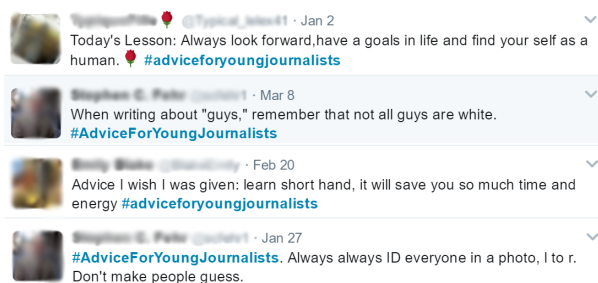 · Jan 2
Today's Lesson: Always look forward,have a goals in life and find your self as a
human. #adviceforyoungjournalists
· Mar 8
When writing about "guys," remember that not all guys are white.
#AdviceForYoungJournalists
· Feb 20
Advice I wish I was given: learn short hand, it will save you so much time and
energy #adviceforyoungjournalists
· Jan 27
#AdviceForYoungJournalists. Always always ID everyone in a photo, l to r.
Don't make people guess.